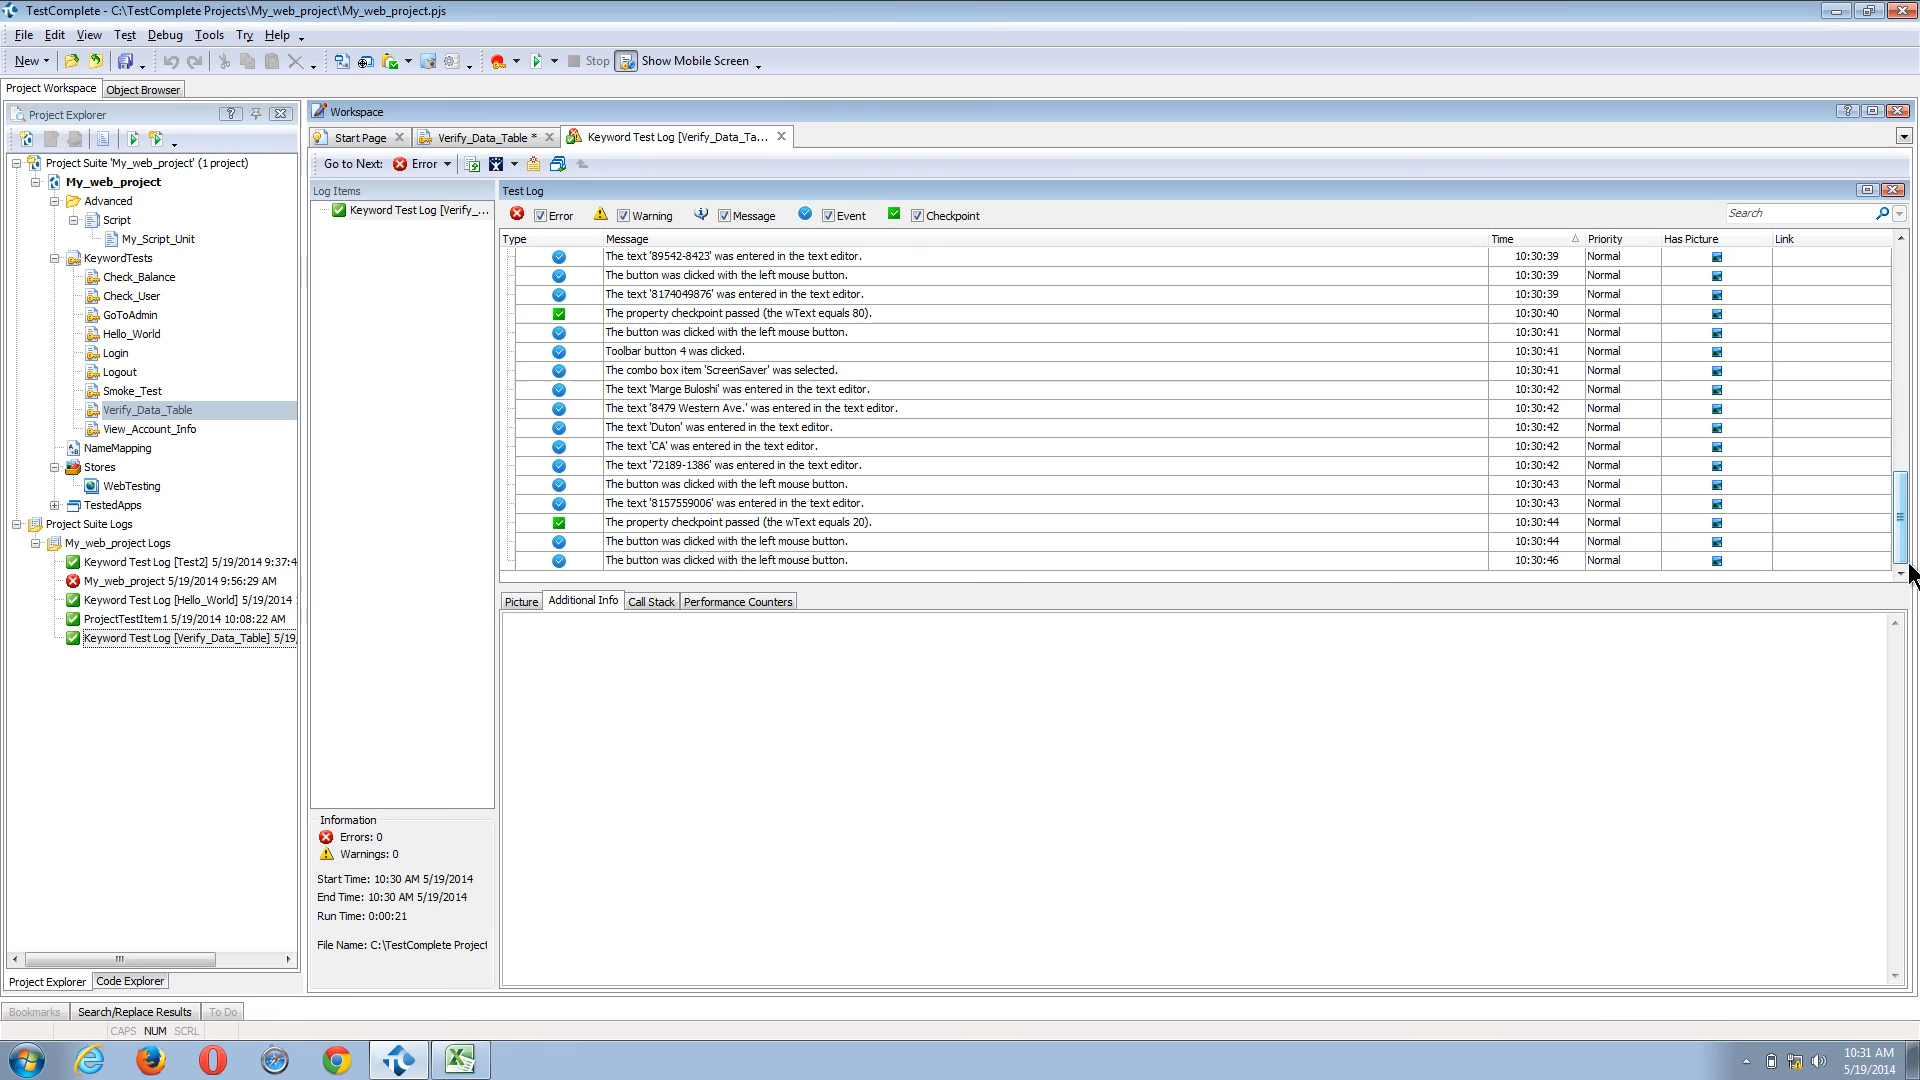 TestComplete - C:\TestComplete Projects\My_web_project\My_web_project.pjs
File Edit View Test Debug Tools Try Help
New Stop Show Mobile Screen
Project Workspace Object Browser
Project Explorer
Workspace
Start Page Verify_Data_Table * Keyword Test Log [Verify_Data_Ta...
Project Suite 'My_web_project' (1 project)
My_web_project
Advanced
Script
My_Script_Unit
KeywordTests
Check_Balance
Check_User
GoToAdmin
Hello_World
Login
Logout
Smoke_Test
Verify_Data_Table
View_Account_Info
NameMapping
Stores
WebTesting
TestedApps
Project Suite Logs
My_web_project Logs
Keyword Test Log [Test2] 5/19/2014 9:37:4
My_web_project 5/19/2014 9:56:29 AM
Keyword Test Log [Hello_World] 5/19/2014
ProjectTestItem1 5/19/2014 10:08:22 AM
Keyword Test Log [Verify_Data_Table] 5/19
Project Explorer Code Explorer
Go to Next: Error
Log Items
Keyword Test Log [Verify_...
Information
Errors: 0
Warnings: 0
Start Time: 10:30 AM 5/19/2014
End Time: 10:30 AM 5/19/2014
Run Time: 0:00:21
File Name: C:\TestComplete Project
Test Log
Error Warning Message Event Checkpoint Search
Type Message Time Priority Has Picture Link
The text '89542-8423' was entered in the text editor. 10:30:39 Normal
The button was clicked with the left mouse button. 10:30:39 Normal
The text '8174049876' was entered in the text editor. 10:30:39 Normal
The property checkpoint passed (the wText equals 80). 10:30:40 Normal
The button was clicked with the left mouse button. 10:30:41 Normal
Toolbar button 4 was clicked. 10:30:41 Normal
The combo box item 'ScreenSaver' was selected. 10:30:41 Normal
The text 'Marge Buloshi' was entered in the text editor. 10:30:42 Normal
The text '8479 Western Ave.' was entered in the text editor. 10:30:42 Normal
The text 'Duton' was entered in the text editor. 10:30:42 Normal
The text 'CA' was entered in the text editor. 10:30:42 Normal
The text '72189-1386' was entered in the text editor. 10:30:42 Normal
The button was clicked with the left mouse button. 10:30:43 Normal
The text '8157559006' was entered in the text editor. 10:30:43 Normal
The property checkpoint passed (the wText equals 20). 10:30:44 Normal
The button was clicked with the left mouse button. 10:30:44 Normal
The button was clicked with the left mouse button. 10:30:46 Normal
Picture Additional Info Call Stack Performance Counters
Bookmarks Search/Replace Results To Do
CAPS NUM SCRL
10:31 AM
5/19/2014